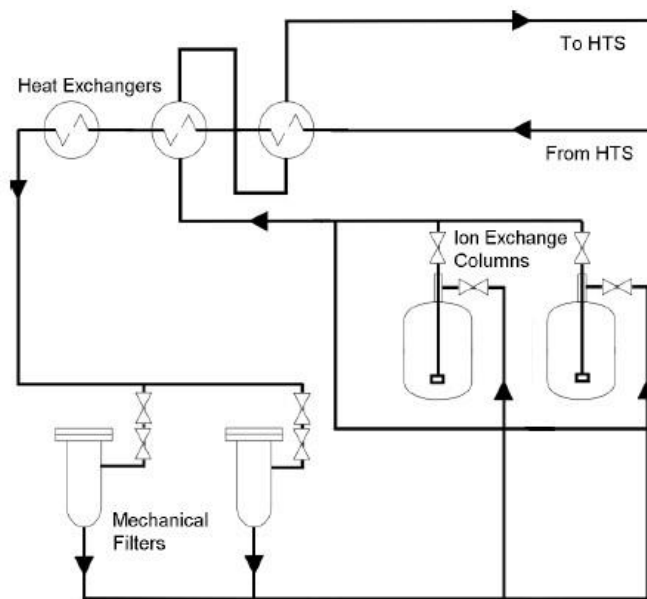 To HTS
Heat Exchangers
From HTS
Ion Exchange
Columns
Mechanical
Filters